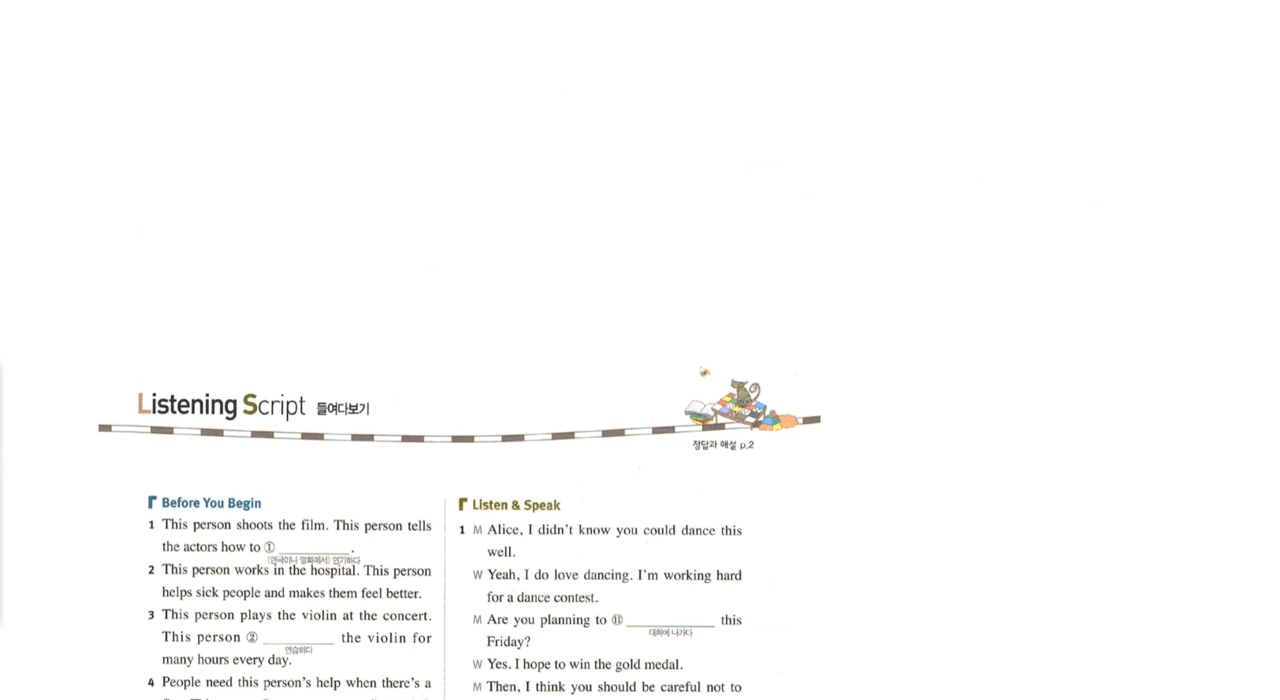 Listening Script 들여다보기
정답과 해설 p.2
Before You Begin
1 This person shoots the film. This person tells
the actors how to ① __________.
(연극이나 영화에서) 연기하다
2 This person works in the hospital. This person
helps sick people and makes them feel better.
3 This person plays the violin at the concert.
This person ② __________ the violin for
연습하다
many hours every day.
4 People need this person's help when there's a
Listen & Speak
1 M Alice, I didn't know you could dance this
well.
W Yeah, I do love dancing. I'm working hard
for a dance contest.
M Are you planning to ⑪ __________ this
대회에 나가다
Friday?
W Yes. I hope to win the gold medal.
M Then, I think you should be careful not to